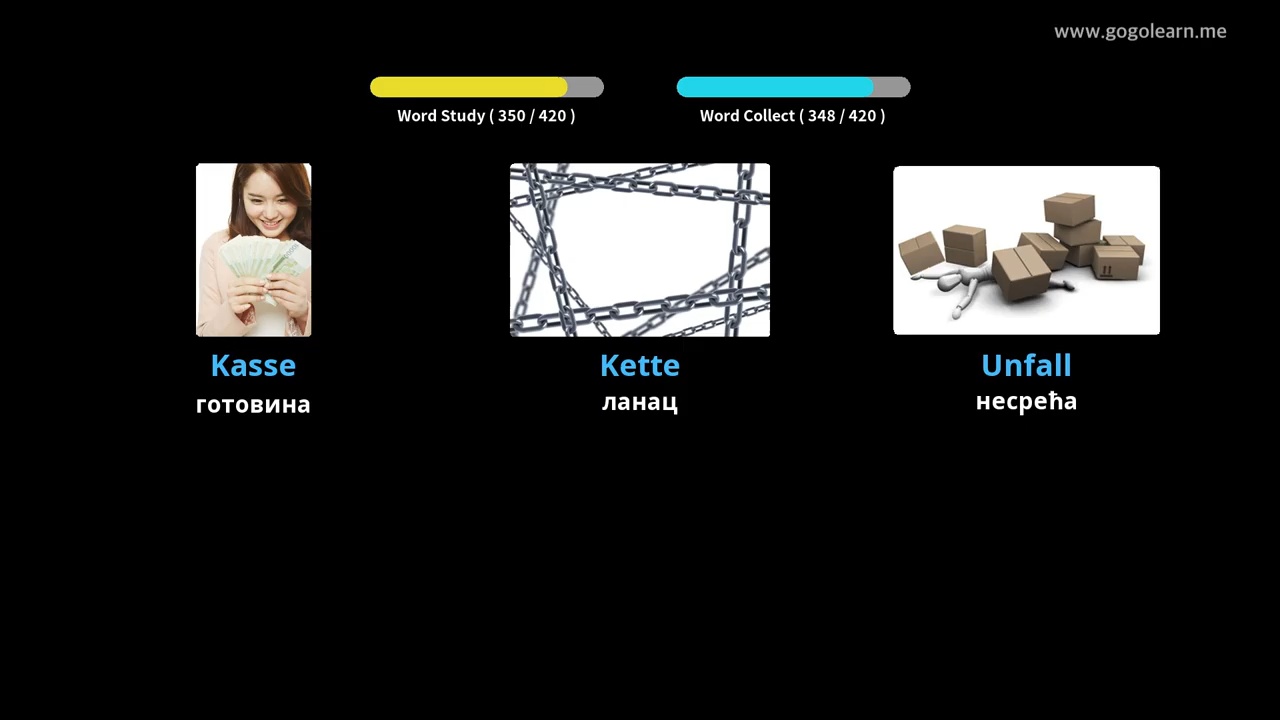 www.gogolearn.me
Word Study ( 350 / 420 )
Word Collect ( 348 / 420 )
Kasse
готовина
Kette
ланац
Unfall
несрећа